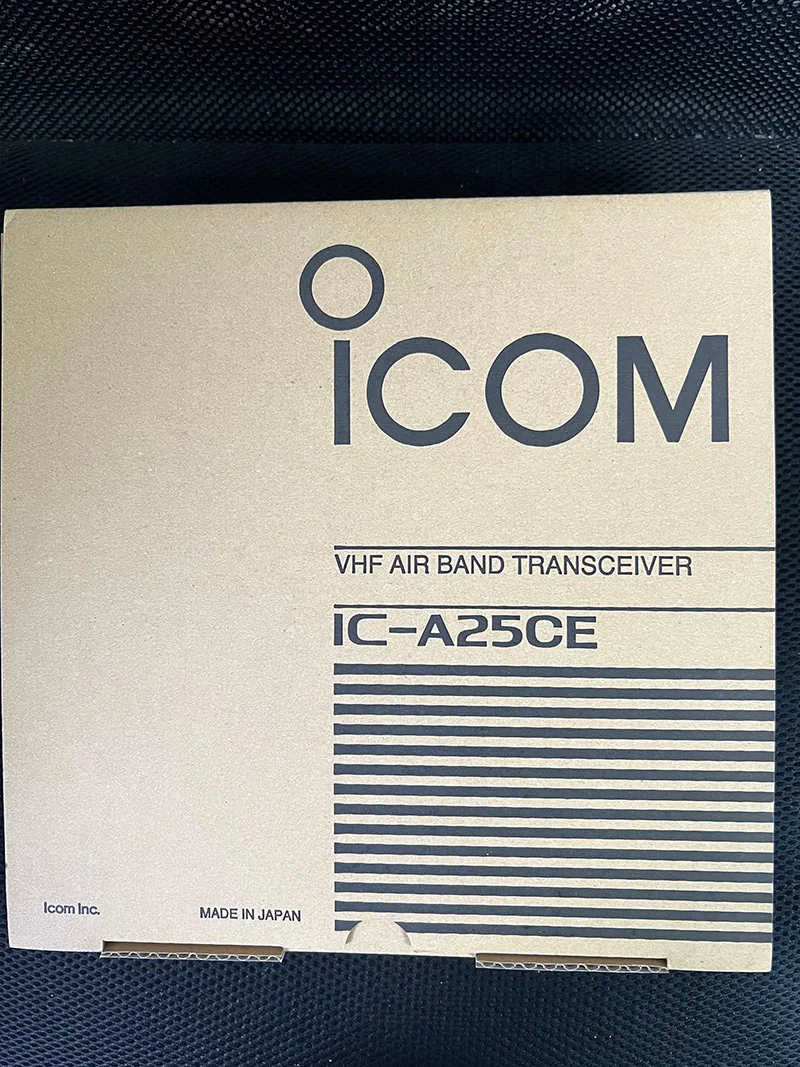 iCOM
VHF AIR BAND TRANSCEIVER
IC-A25CE
Icom Inc.
MADE IN JAPAN